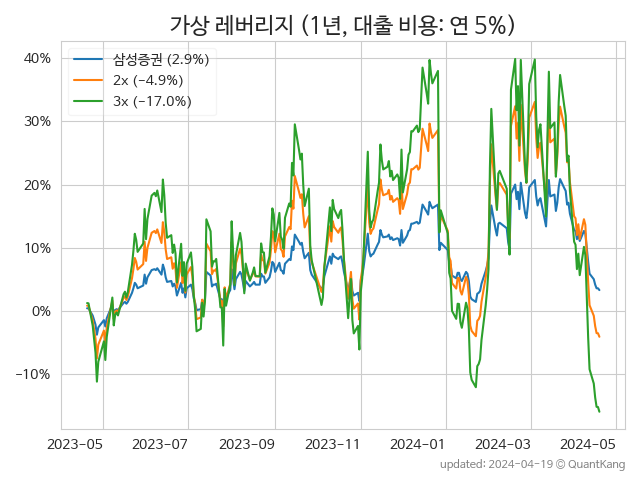 가상 레버리지 (1년, 대출 비용: 연 5%)
삼성증권 (2.9%)
2x (-4.9%)
3x (-17.0%)
40%
30%
20%
10%
0%
-10%
2023-05 2023-07 2023-09 2023-11 2024-01 2024-03 2024-05
updated: 2024-04-19 © QuantKang